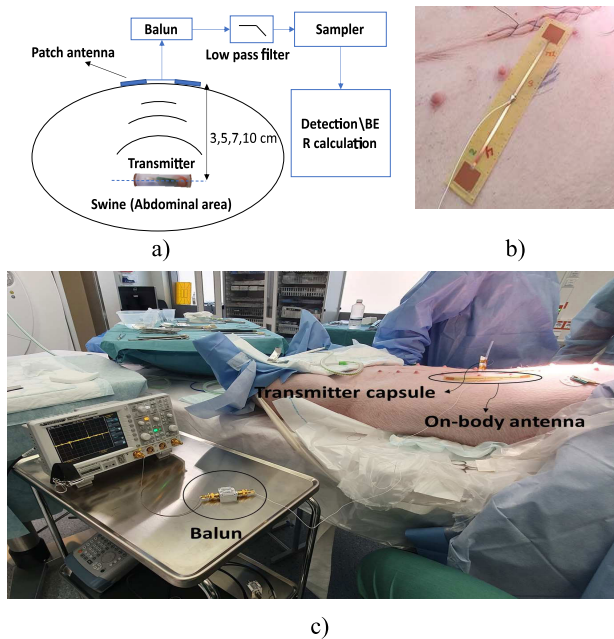 Balun
Low pass filter
Sampler
Patch antenna
3,5,7,10 cm
Detection\BE
R calculation
Transmitter
Swine (Abdominal area)
a)
b)
Transmitter capsule
On-body antenna
Balun
c)